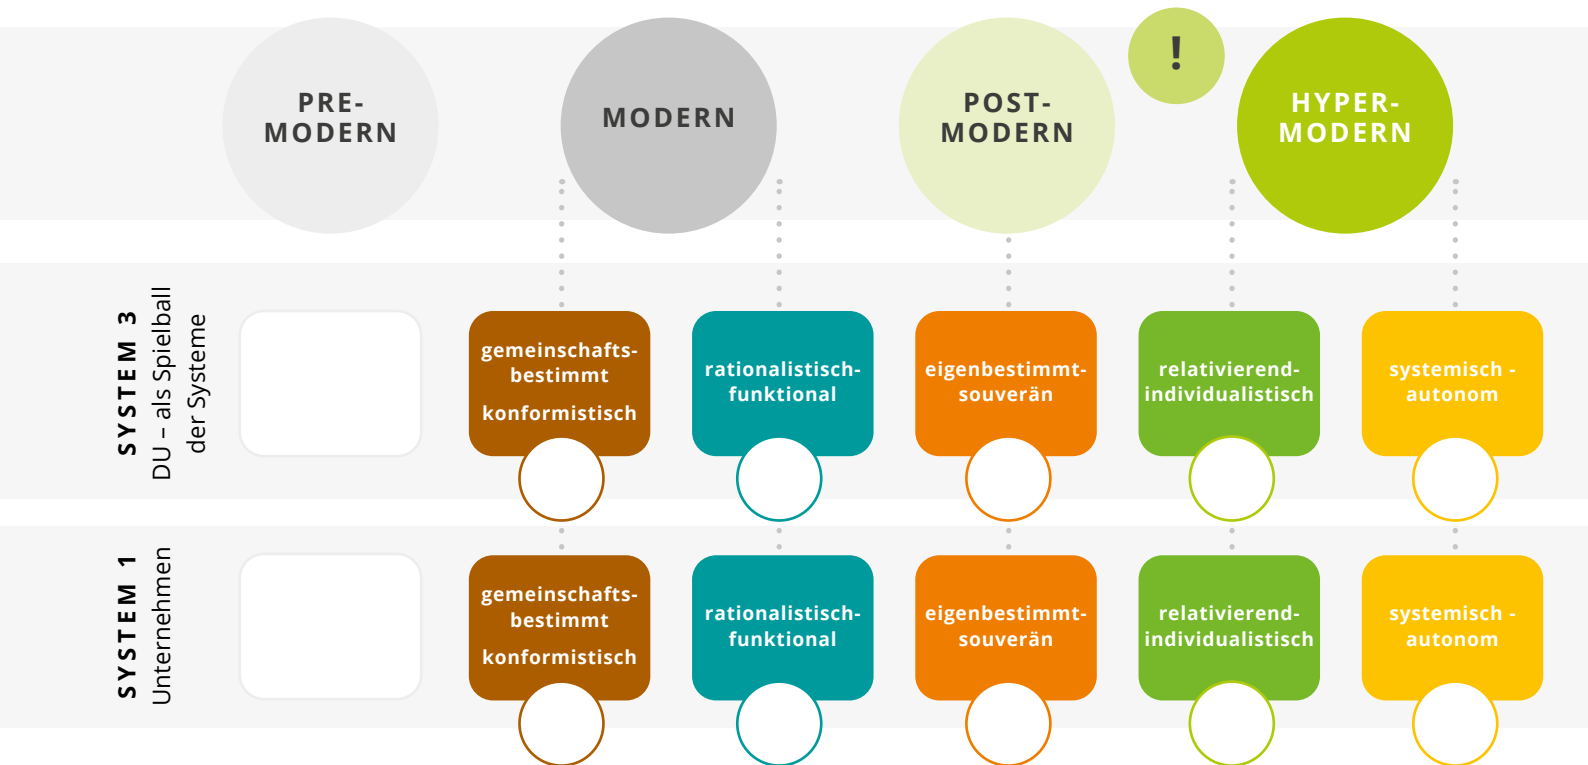 PRE-
MODERN
MODERN
POST-
MODERN
!
HYPER-
MODERN
SYSTEM 3
DU – als Spielball
der Systeme
gemeinschafts-
bestimmt
konformistisch
rationalistisch-
funktional
eigenbestimmt-
souverän
relativierend-
individualistisch
systemisch -
autonom
SYSTEM 1
Unternehmen
gemeinschafts-
bestimmt
konformistisch
rationalistisch-
funktional
eigenbestimmt-
souverän
relativierend-
individualistisch
systemisch -
autonom